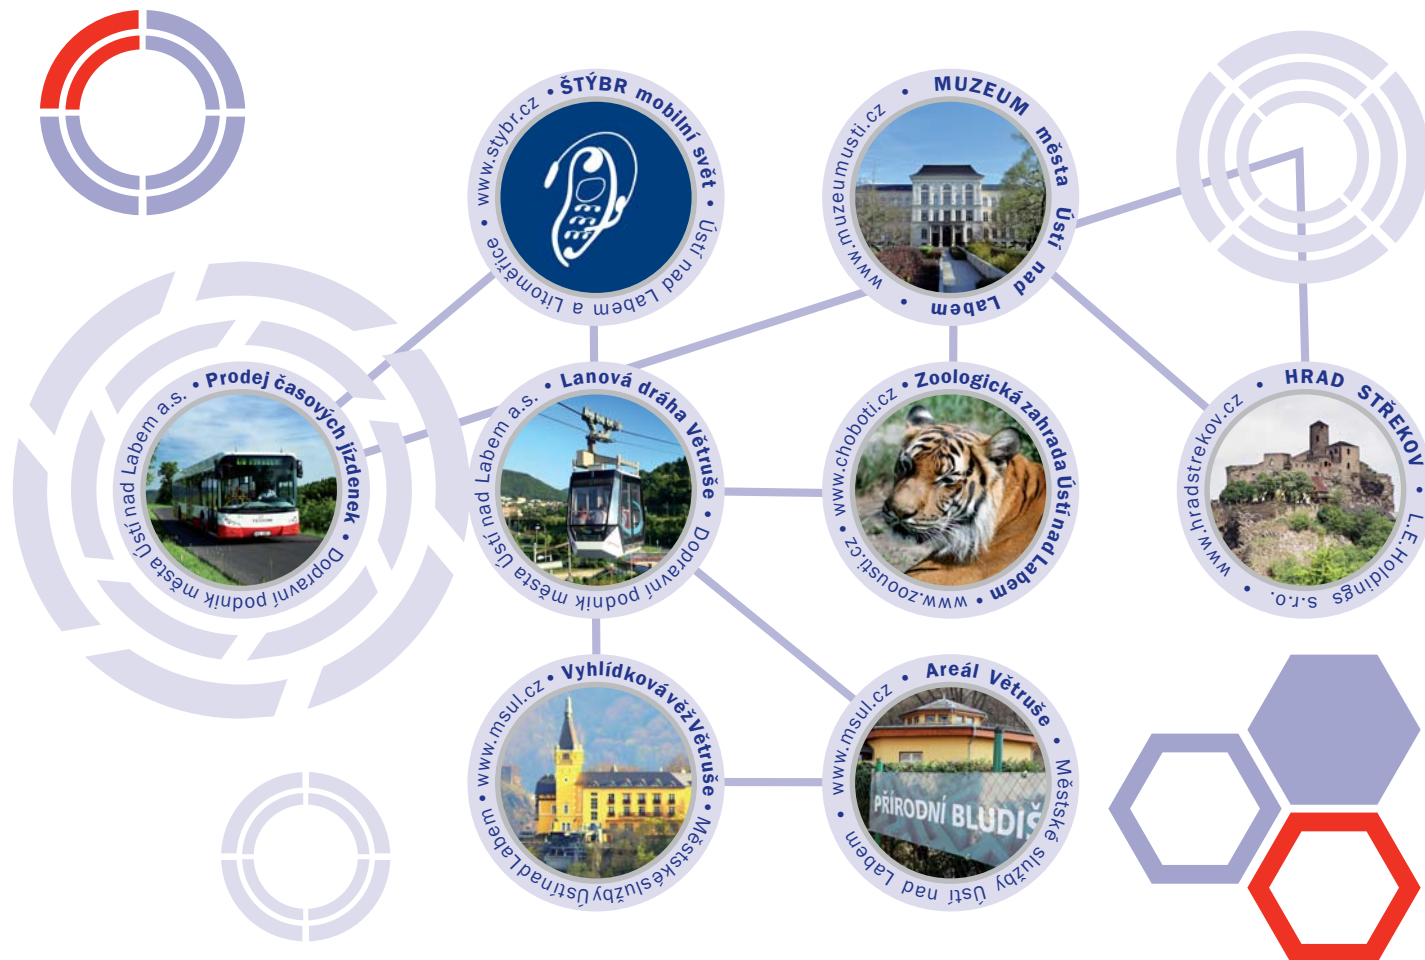 • ŠTÝBR mobilní svět • Ústí nad Labem a Litoměřice • www.stybr.cz
• MUZEUM města Ústí nad Labem • www.muzeumusti.cz
• Prodej časových jízdenek • Dopravní podnik města Ústí nad Labem a.s.
• Lanová dráha Větruše • Dopravní podnik města Ústí nad Labem a.s.
• Zoologická zahrada Ústí nad Labem • www.zoousti.cz • www.choboti.cz
• HRAD STŘEKOV • L.E.Holdings s.r.o. • www.hradstrekov.cz
• Vyhlídková věž Větruše • Městské služby Ústí nad Labem • www.msul.cz
• Areál Větruše • Městské služby Ústí nad Labem • www.msul.cz
PŘÍRODNÍ BLUDIŠ